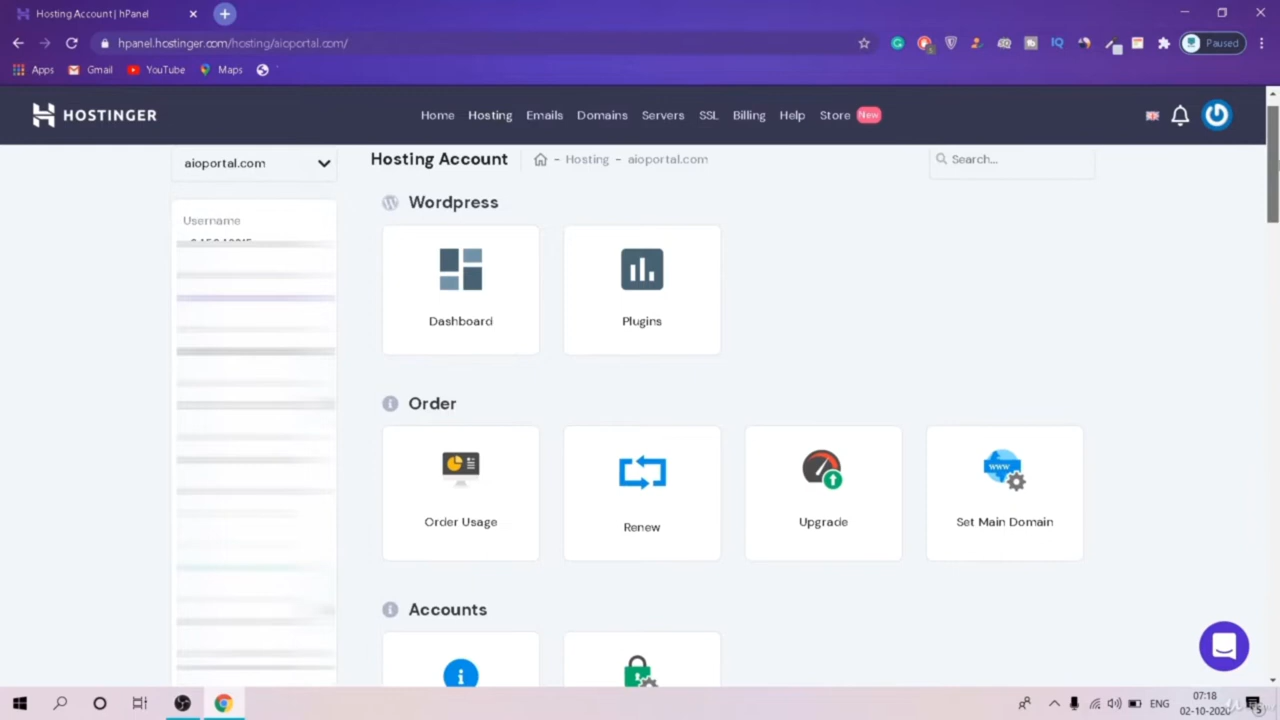 Hosting Account | hPanel
hpanel.hostinger.com/hosting/aioportal.com/
Paused
Apps Gmail YouTube Maps
HOSTINGER
Home Hosting Emails Domains Servers SSL Billing Help Store New
aioportal.com
Hosting Account - Hosting - aioportal.com
Search...
Username
Wordpress
Dashboard Plugins
Order
www
Order Usage Renew Upgrade Set Main Domain
Accounts
ENG
07:18
02-10-2020